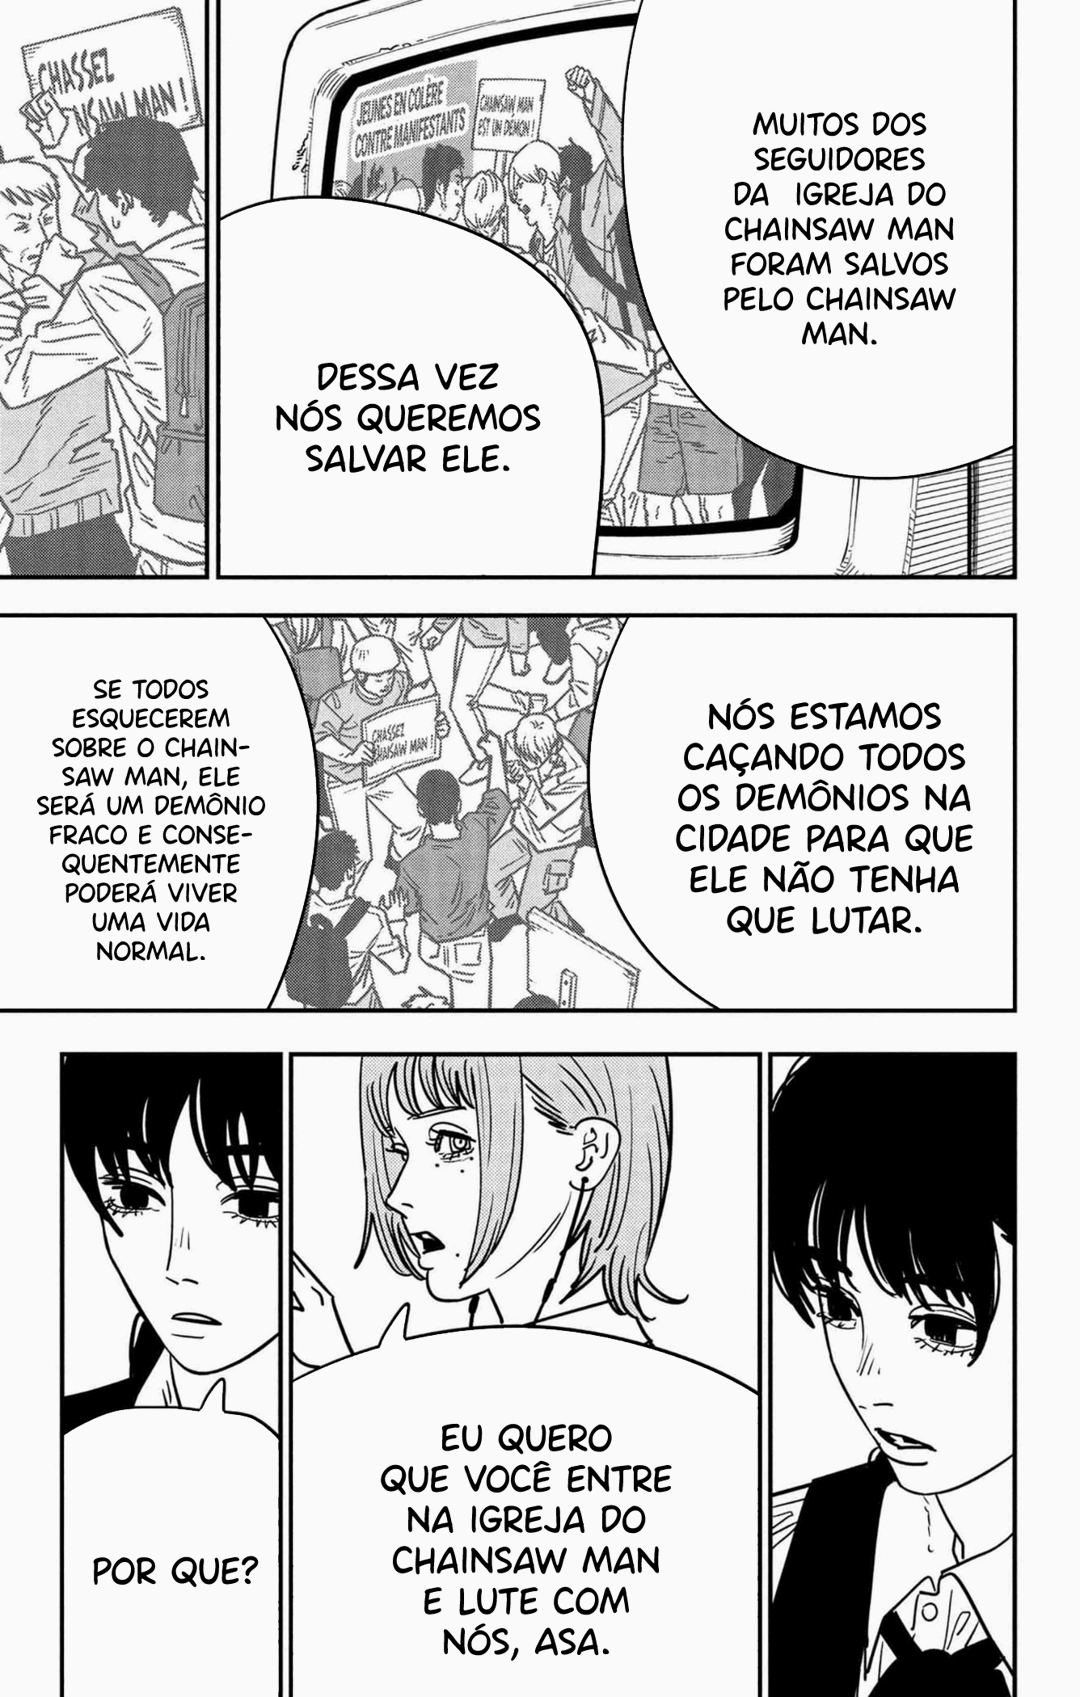 MUITOS DOS
SEGUIDORES
DA IGREJA DO
CHAINSAW MAN
FORAM SALVOS
PELO CHAINSAW
MAN.
JEUNES EN COLÈRE
CONTRE MANIFESTANTS
CHAINSAW MAN
EST UN DEMON !
DESSA VEZ
NÓS QUEREMOS
SALVAR ELE.
CHASSEZ
NSAW MAN !
NÓS ESTAMOS
CAÇANDO TODOS
OS DEMÔNIOS NA
CIDADE PARA QUE
ELE NÃO TENHA
QUE LUTAR.
CHASSEZ
HAINSAW MAN !
SE TODOS
ESQUECEREM
SOBRE O CHAIN-
SAW MAN, ELE
SERÁ UM DEMÔNIO
FRACO E CONSE-
QUENTEMENTE
PODERÁ VIVER
UMA VIDA
NORMAL.
EU QUERO
QUE VOCÊ ENTRE
NA IGREJA DO
CHAINSAW MAN
E LUTE COM
NÓS, ASA.
POR QUE?